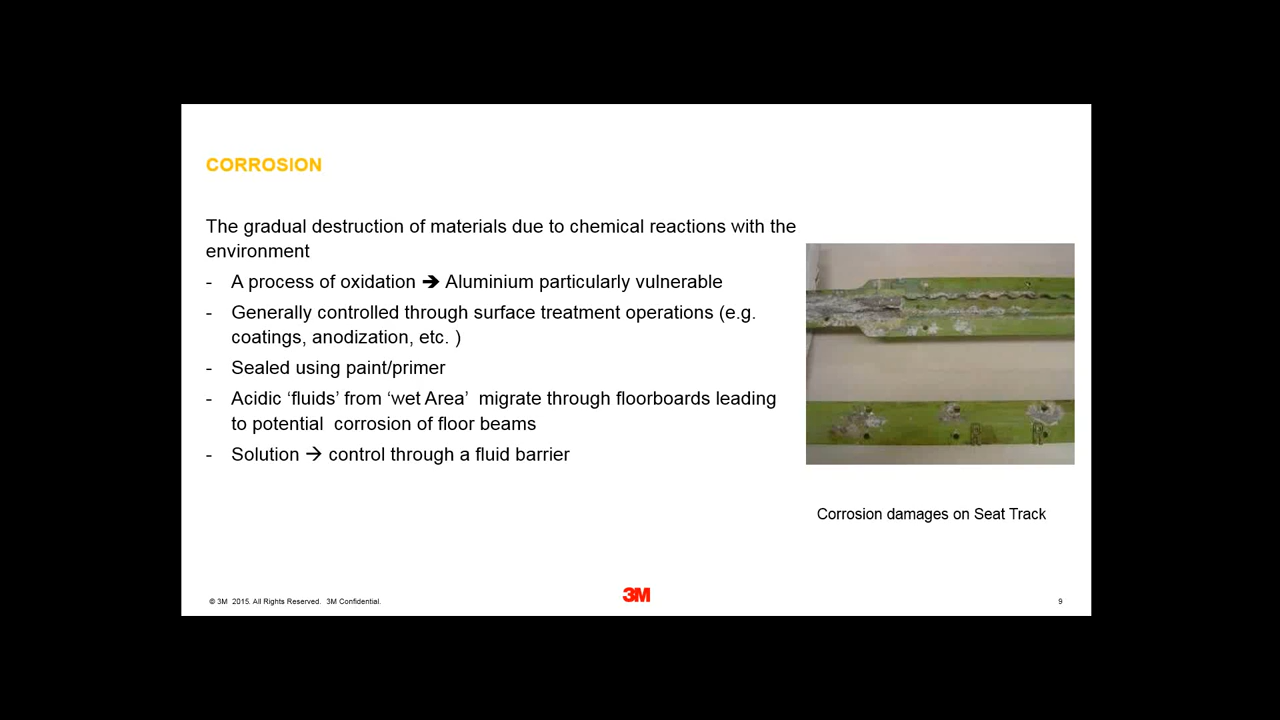 CORROSION
The gradual destruction of materials due to chemical reactions with the
environment
- A process of oxidation → Aluminium particularly vulnerable
- Generally controlled through surface treatment operations (e.g.
coatings, anodization, etc. )
- Sealed using paint/primer
- Acidic ‘fluids’ from ‘wet Area’  migrate through floorboards leading
to potential  corrosion of floor beams
- Solution → control through a fluid barrier
Corrosion damages on Seat Track
© 3M  2015. All Rights Reserved.  3M Confidential.
3M
9